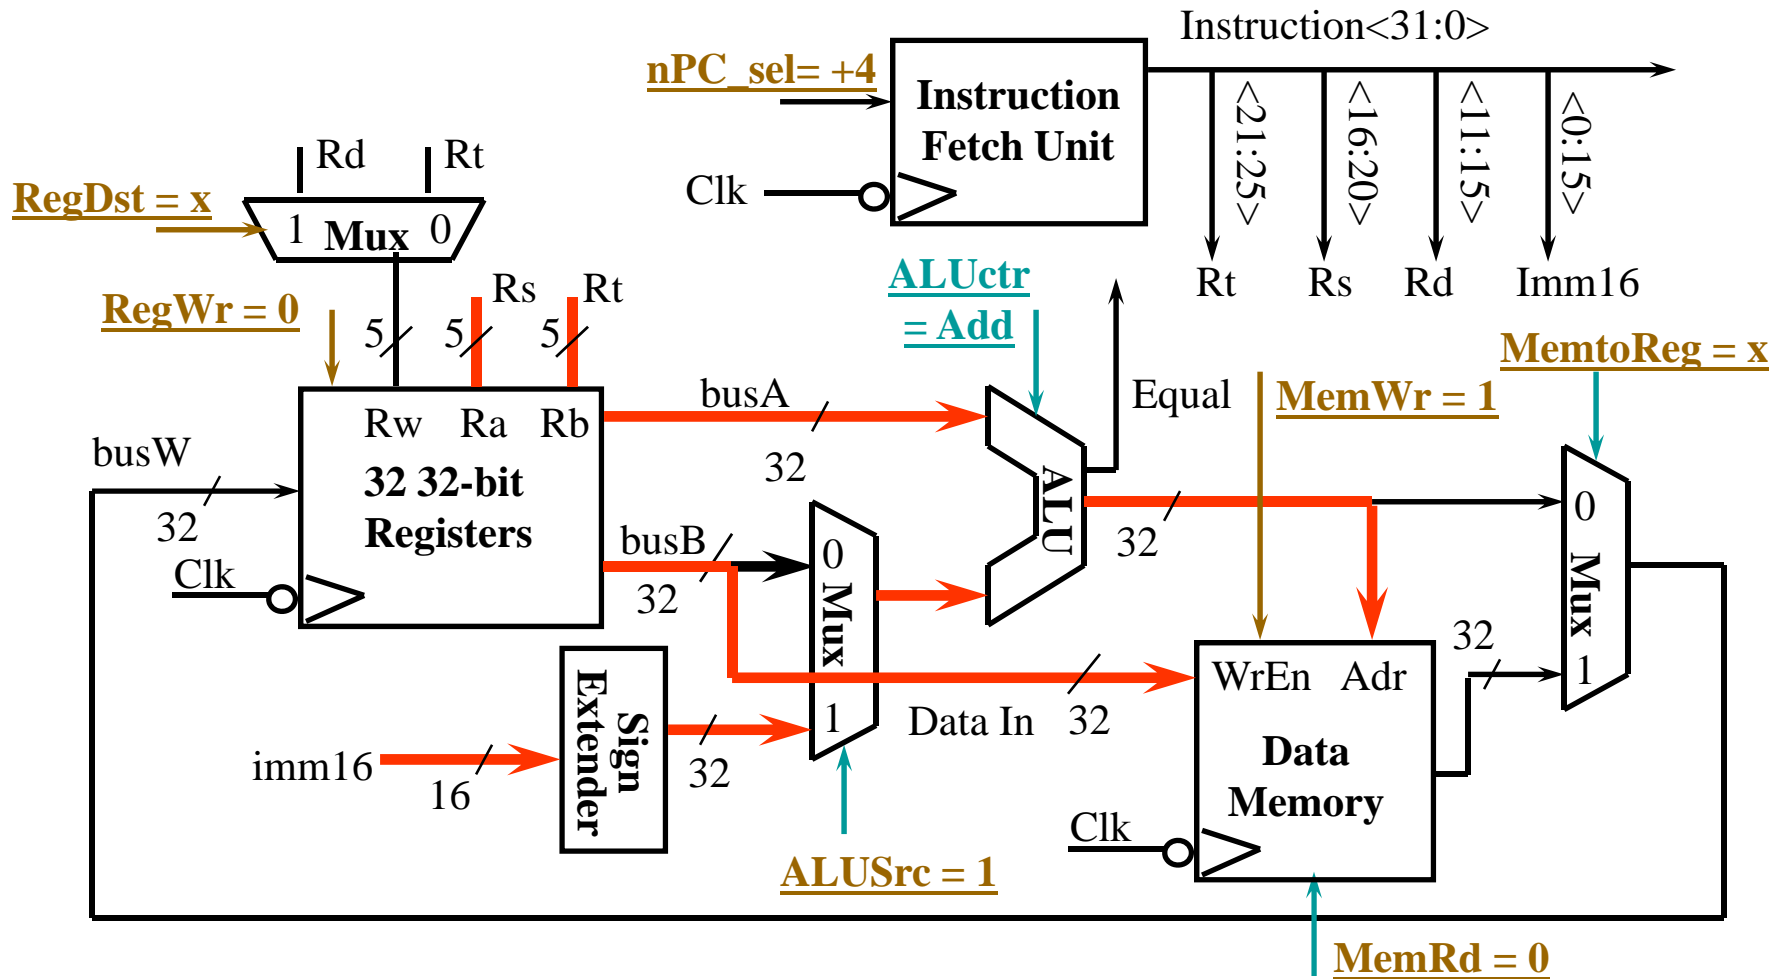 Instruction<31:0>
nPC_sel= +4
Instruction
Fetch Unit
Clk
<21:25>
<16:20>
<11:15>
<0:15>
Rt
Rs
Rd
Imm16
Rd
Rt
RegDst = x
1
Mux
0
Rs
Rt
RegWr = 0
5
5
5
ALUctr
= Add
MemtoReg = x
Equal
MemWr = 1
busA
32
Rw
Ra
Rb
32 32-bit
Registers
busW
32
Clk
busB
32
0
Mux
1
ALU
32
0
Mux
1
32
WrEn
Adr
Data
Memory
Clk
Data In
32
imm16
16
Sign
Extender
32
ALUSrc = 1
MemRd = 0